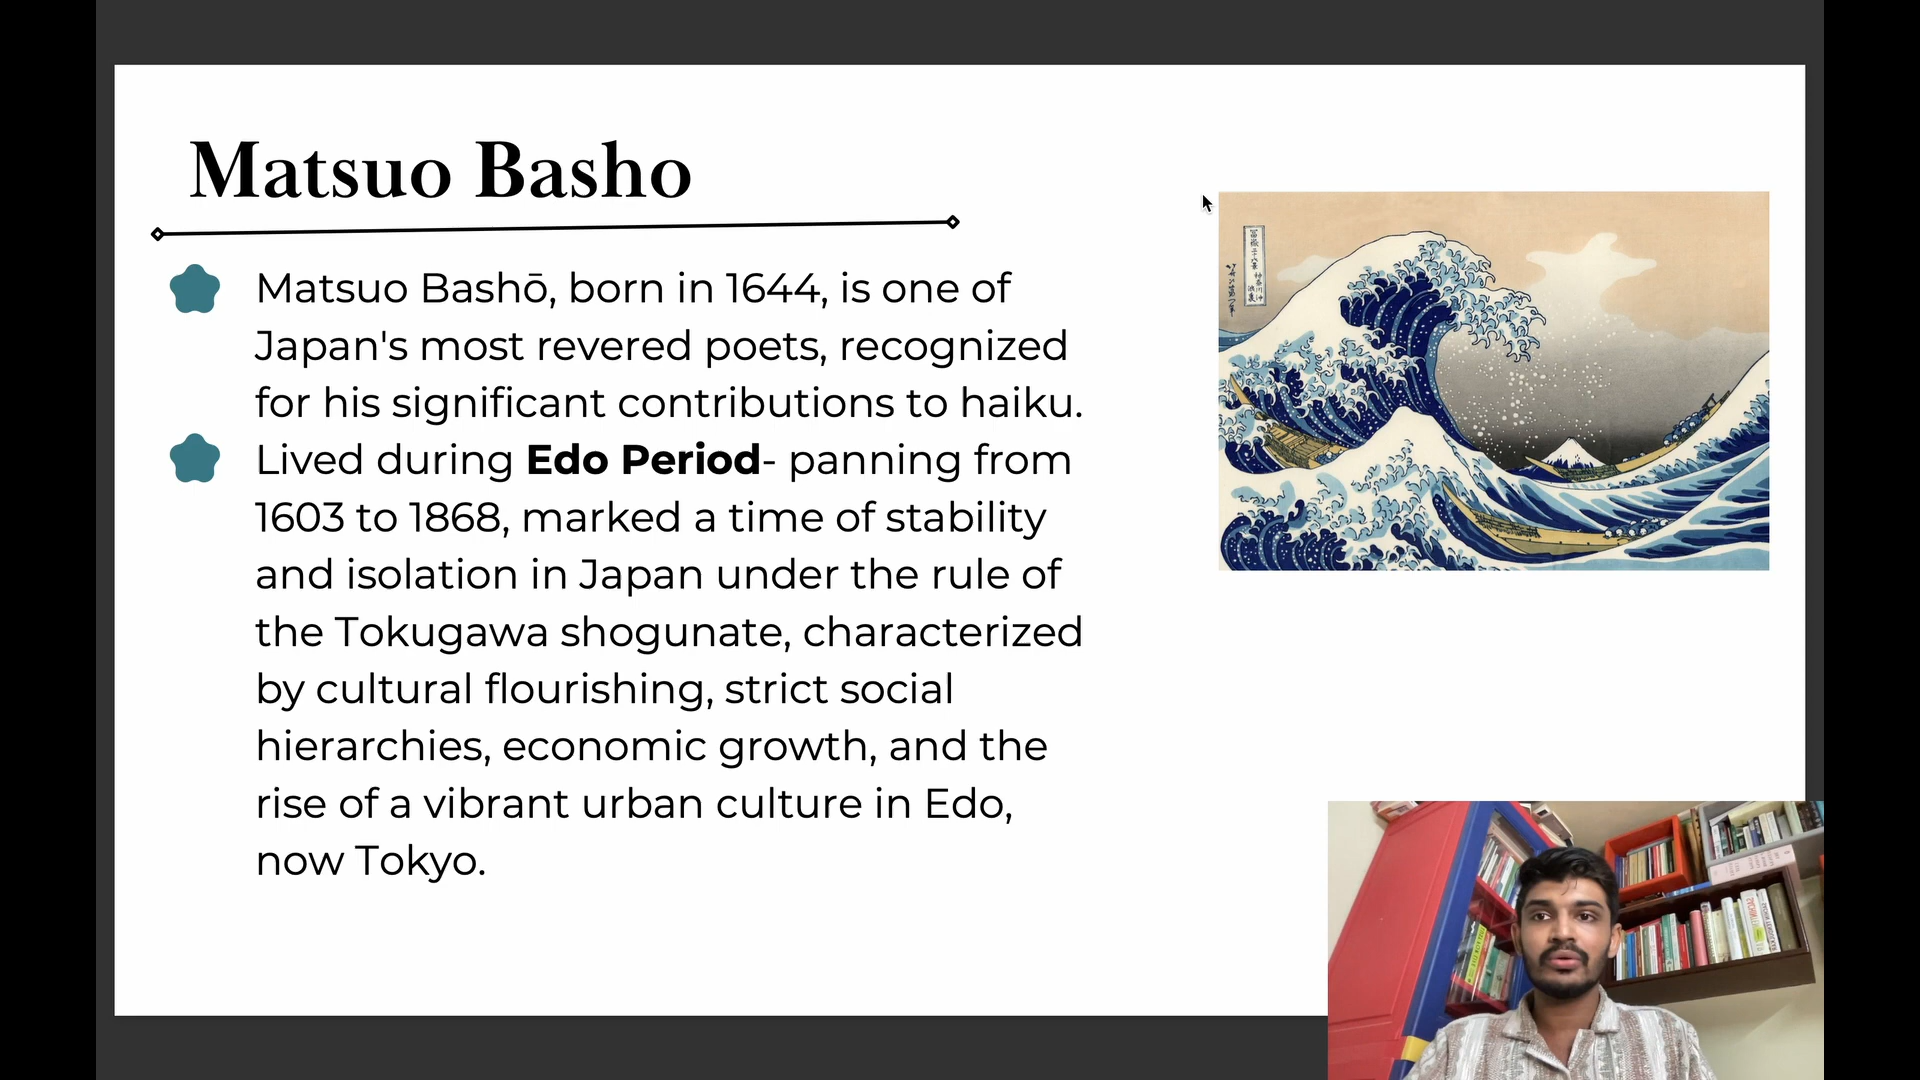 Matsuo Basho
Matsuo Bashō, born in 1644, is one of
Japan's most revered poets, recognized
for his significant contributions to haiku.
Lived during Edo Period- panning from
1603 to 1868, marked a time of stability
and isolation in Japan under the rule of
the Tokugawa shogunate, characterized
by cultural flourishing, strict social
hierarchies, economic growth, and the
rise of a vibrant urban culture in Edo,
now Tokyo.